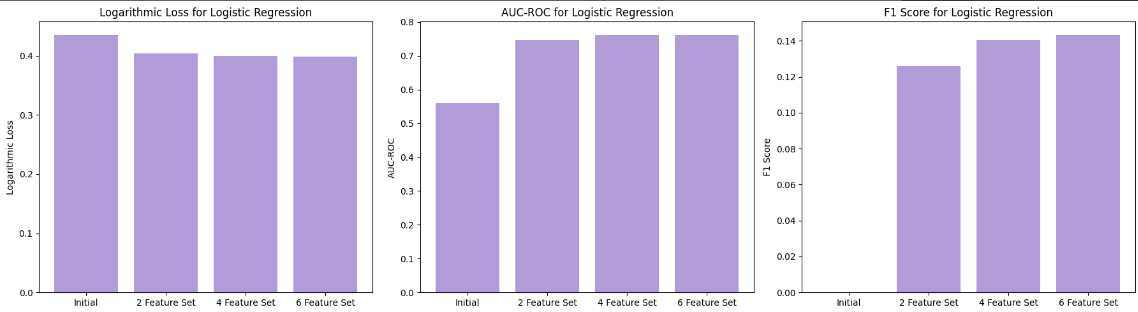 Logarithmic Loss for Logistic Regression
Logarithmic Loss
0.4
0.3
0.2
0.1
0.0
Initial
2 Feature Set
4 Feature Set
6 Feature Set
AUC-ROC for Logistic Regression
AUC-ROC
0.8
0.7
0.6
0.5
0.4
0.3
0.2
0.1
0.0
Initial
2 Feature Set
4 Feature Set
6 Feature Set
F1 Score for Logistic Regression
F1 Score
0.14
0.12
0.10
0.08
0.06
0.04
0.02
0.00
Initial
2 Feature Set
4 Feature Set
6 Feature Set